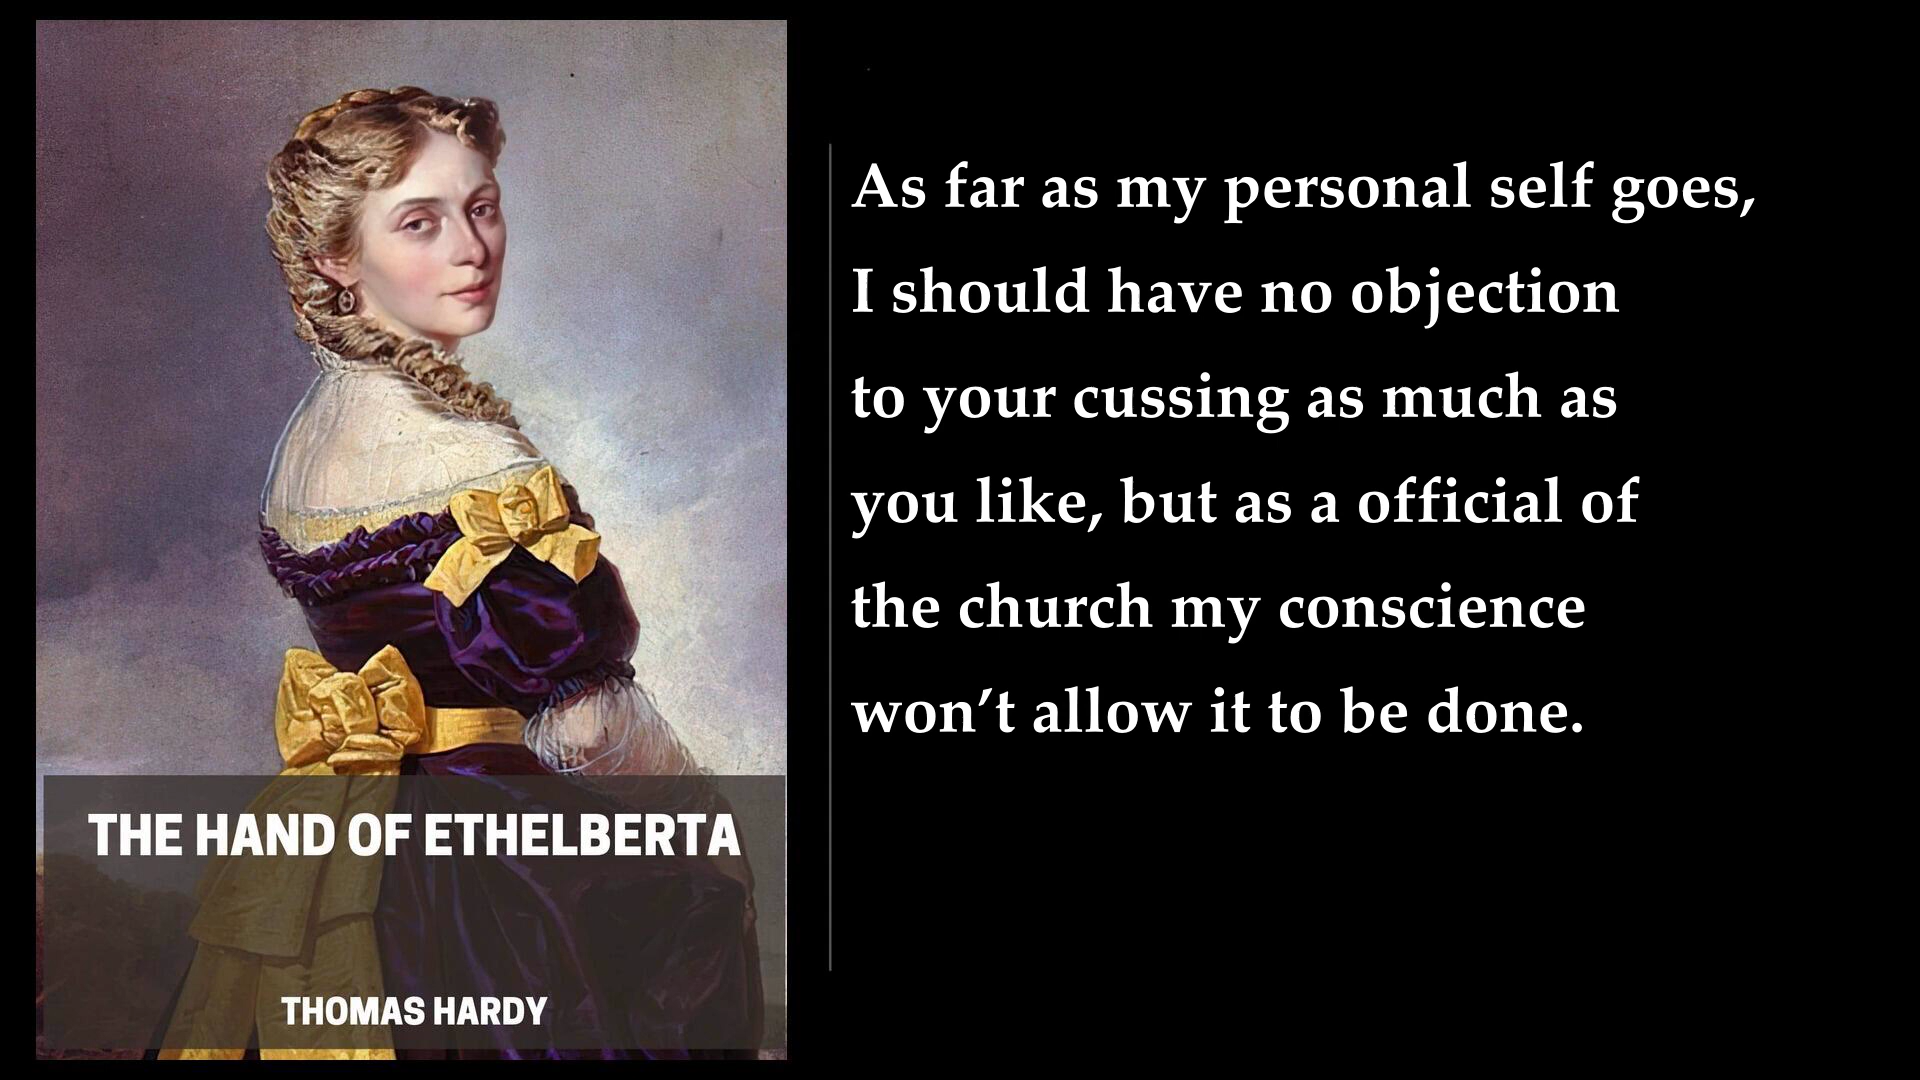 As far as my personal self goes,
I should have no objection
to your cussing as much as
you like, but as a official of
the church my conscience
won’t allow it to be done.
THE HAND OF ETHELBERTA
THOMAS HARDY